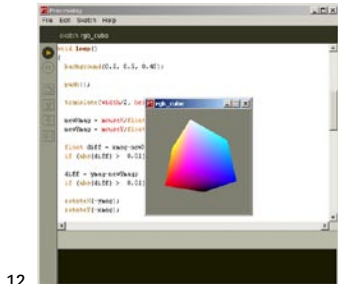 Processing
File Edit Sketch Help
sketch rgb_cube
void loop()
{
background(0.5, 0.5, 0.45);
push();
translate(width/2,
rgb_cube
newXmag = mouseX/float
newYmag = mouseY/float
float diff = xmag-newX
if (abs(diff) > 0.01)
diff = ymag-newYmag;
if (abs(diff) > 0.01)
rotateX(-ymag);
rotateY(-xmag);
12